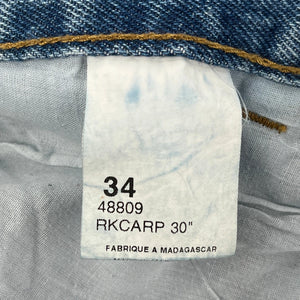 34
48809
RKCARP 30"
FABRIQUE A MADAGASCAR